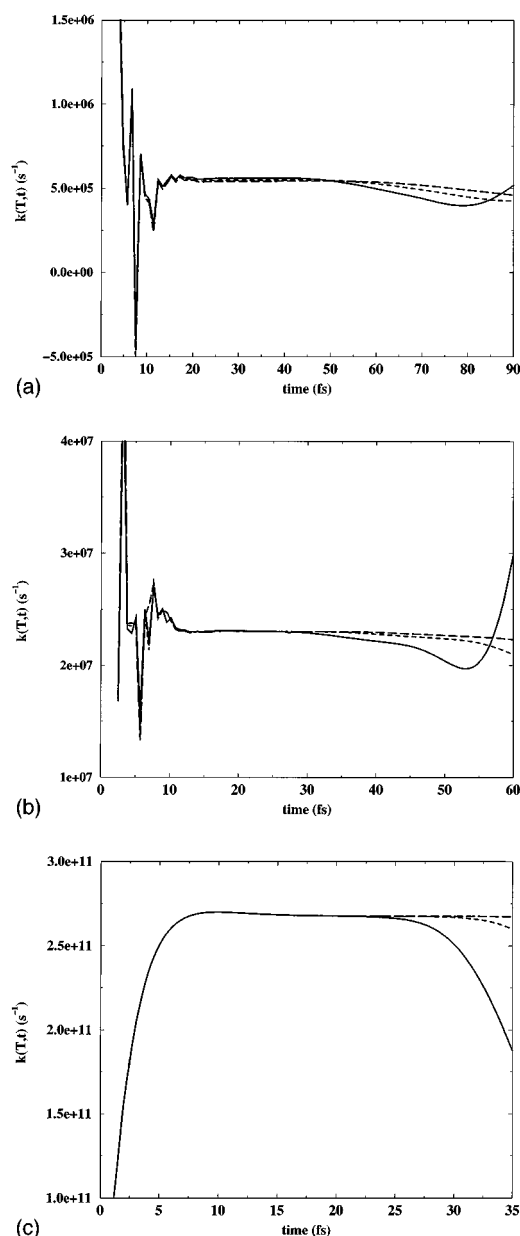 1.5e+06
1.0e+06
5.0e+05
0.0e+00
−5.0e+05
k(T,t) (s⁻¹)
0 10 20 30 40 50 60 70 80 90
time (fs)
(a)
4e+07
3e+07
2e+07
1e+07
k(T,t) (s⁻¹)
0 10 20 30 40 50 60
time (fs)
(b)
3.0e+11
2.5e+11
2.0e+11
1.5e+11
1.0e+11
k(T,t) (s⁻¹)
0 5 10 15 20 25 30 35
time (fs)
(c)